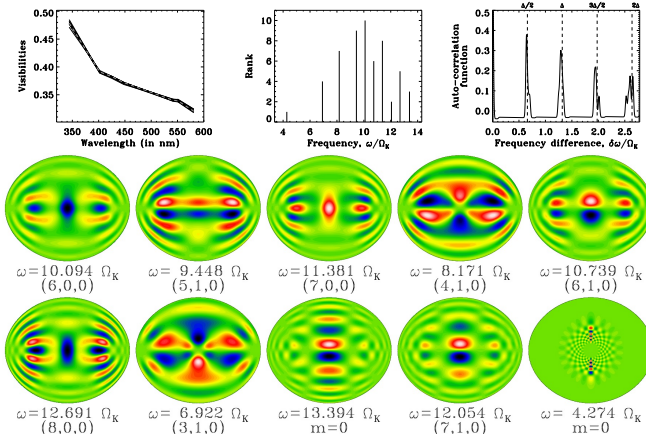 Δ/2 Δ 3Δ/2 2Δ
0.50
0.45
0.40
0.35
Visibilities
300 350 400 450 500 550 600
Wavelength (in nm)
10
8
6
4
2
0
Rank
4 6 8 10 12 14
Frequency, ω/Ω_K
0.5
0.4
0.3
0.2
0.1
0.0
Auto-correlation
function
0.0 0.5 1.0 1.5 2.0 2.5
Frequency difference, δω/Ω_K
ω=10.094 Ω_K ω= 9.448 Ω_K ω=11.381 Ω_K ω= 8.171 Ω_K ω=10.739 Ω_K
(6,0,0) (5,1,0) (7,0,0) (4,1,0) (6,1,0)
ω=12.691 Ω_K ω= 6.922 Ω_K ω=13.394 Ω_K ω=12.054 Ω_K ω= 4.274 Ω_K
(8,0,0) (3,1,0) m=0 (7,1,0) m=0